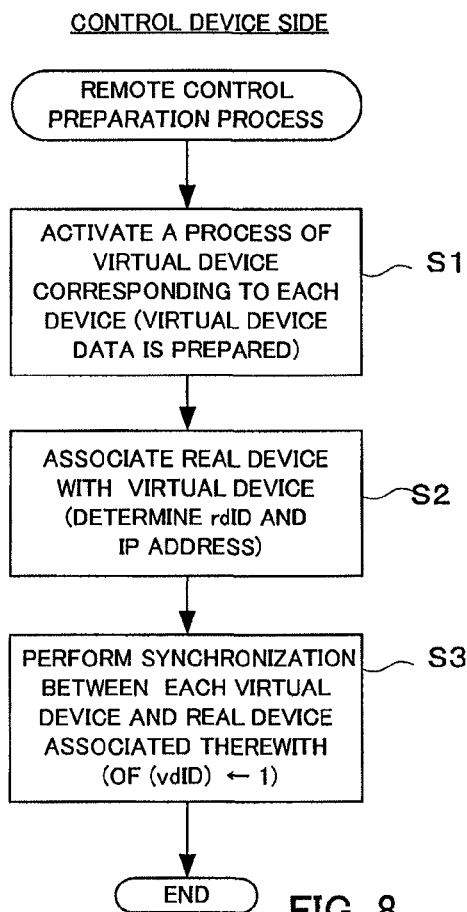 CONTROL DEVICE SIDE
REMOTE CONTROL
PREPARATION PROCESS
ACTIVATE A PROCESS OF
VIRTUAL DEVICE
CORRESPONDING TO EACH
DEVICE (VIRTUAL DEVICE
DATA IS PREPARED)
S1
ASSOCIATE REAL DEVICE
WITH VIRTUAL DEVICE
(DETERMINE rdID AND
IP ADDRESS)
S2
PERFORM SYNCHRONIZATION
BETWEEN EACH VIRTUAL
DEVICE AND REAL DEVICE
ASSOCIATED THEREWITH
(OF (vdID) ← 1)
S3
END
FIG. 8